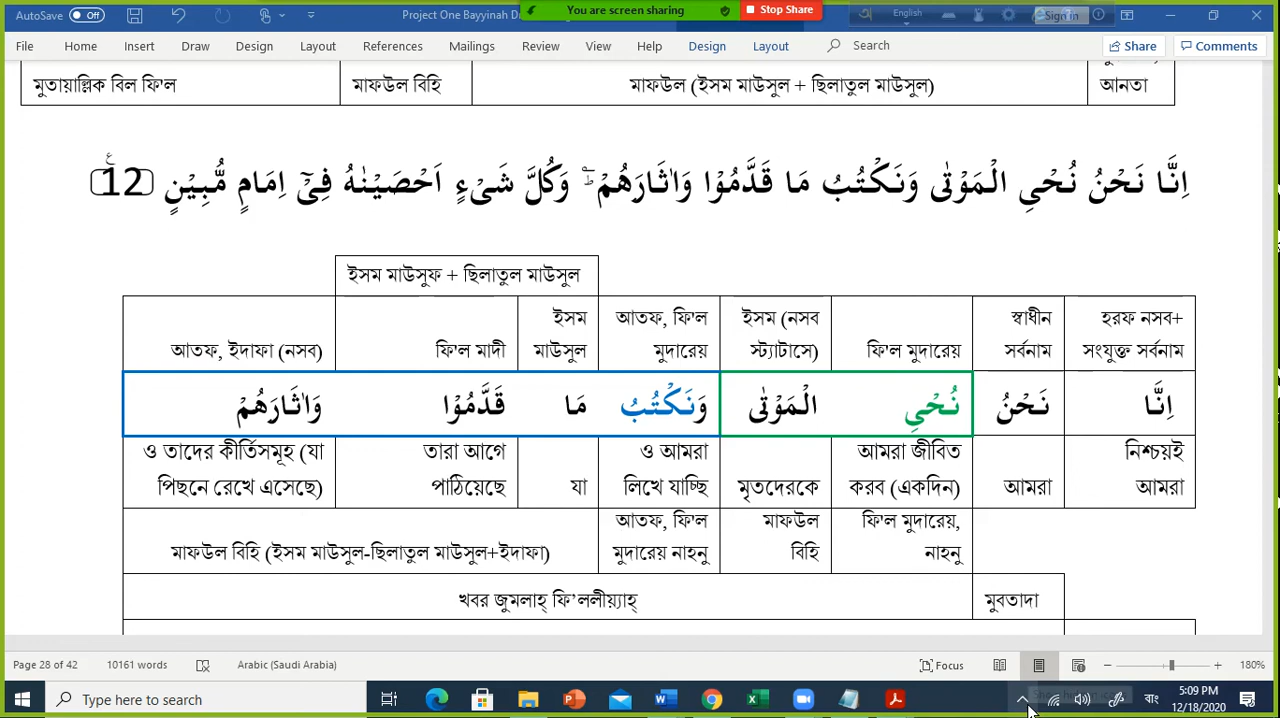 AutoSave Off Project One Bayyinah D You are screen sharing Stop Share English Sign in
File Home Insert Draw Design Layout References Mailings Review View Help Design Layout Search Share Comments
মুতায়াল্লিক বিল ফি'ল মাফউল বিহি মাফউল (ইসম মাউসুল + ছিলাতুল মাউসুল) আনতা
اِنَّا نَحْنُ نُحْيِ الْمَوْتٰى وَنَكْتُبُ مَا قَدَّمُوْا وَاٰثَارَهُمْ ۭؔ وَكُلَّ شَىْءٍ اَحْصَيْنٰهُ فِىْٓ اِمَامٍ مُّبِيْنٍ 12 ۧ
ইসম মাউসুফ + ছিলাতুল মাউসুল
আতফ, ইদাফা (নসব) ফি'ল মাদী ইসম মাউসুল আতফ, ফি'ল মুদারেয় ইসম (নসব স্ট্যাটাসে) ফি'ল মুদারেয় স্বাধীন সর্বনাম হরফ নসব+ সংযুক্ত সর্বনাম
اِنَّا نَحْنُ نُحْيِ الْمَوْتٰى وَنَكْتُبُ مَا قَدَّمُوْا وَاٰثَارَهُمْ
ও তাদের কীর্তিসমূহ (যা পিছনে রেখে এসেছে) তারা আগে পাঠিয়েছে যা ও আমরা লিখে যাচ্ছি মৃতদেরকে আমরা জীবিত করব (একদিন) আমরা নিশ্চয়ই আমরা
মাফউল বিহি (ইসম মাউসুল-ছিলাতুল মাউসুল+ইদাফা) আতফ, ফি'ল মুদারেয় নাহনু মাফউল বিহি ফি'ল মুদারেয়, নাহনু
খবর জুমলাহ্ ফি'ললীয়্যাহ্ মুবতাদা
Page 28 of 42 10161 words Arabic (Saudi Arabia) Focus 180%
Type here to search বাং 5:09 PM
12/18/2020